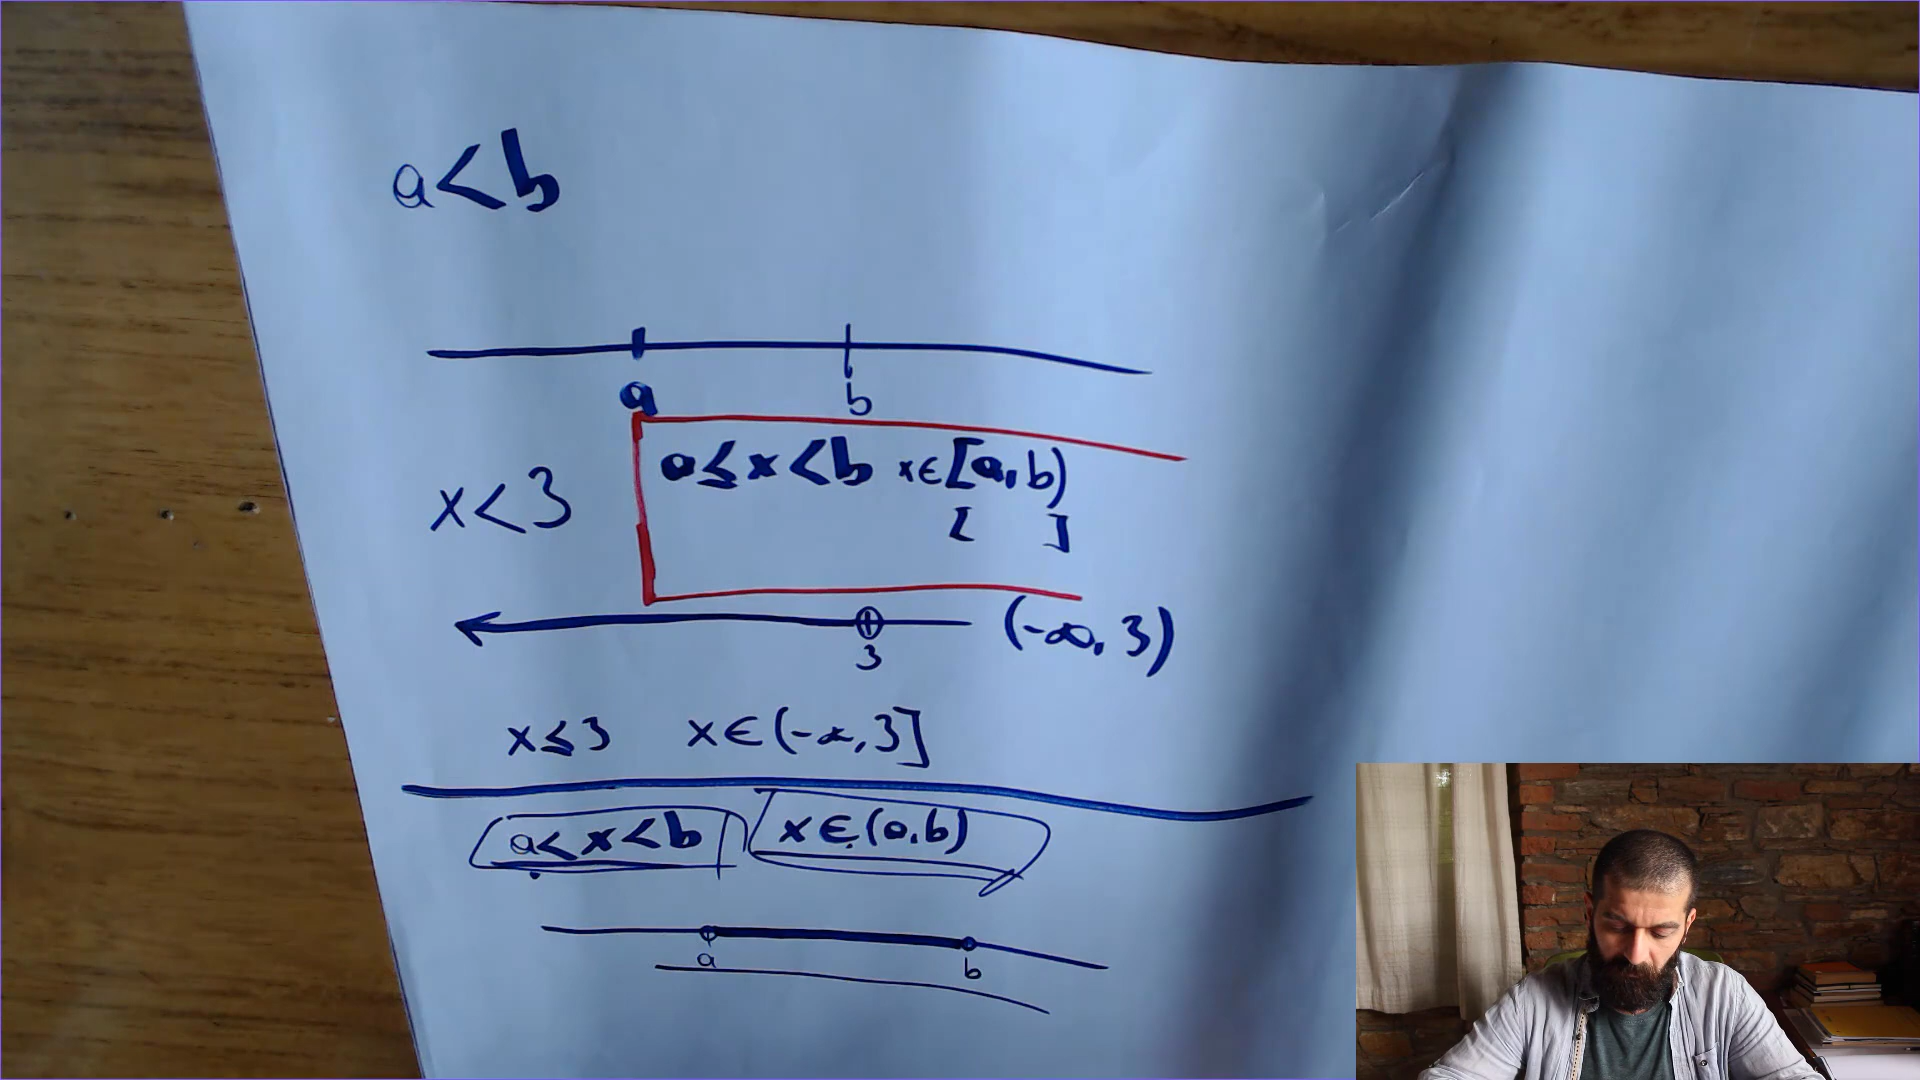 a<b
a b
a≤x<b x∈[a,b)
[ ]
x<3
3 (-∞,3)
x≤3 x∈(-∞,3]
a<x<b x∈(a,b)
a b